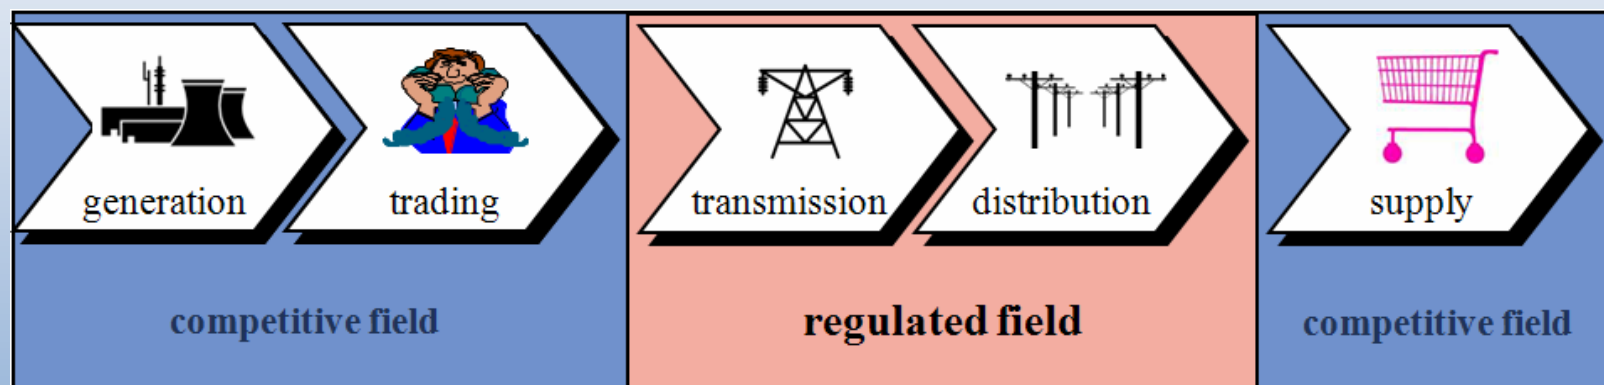 generation
trading
transmission
distribution
supply
competitive field
regulated field
competitive field